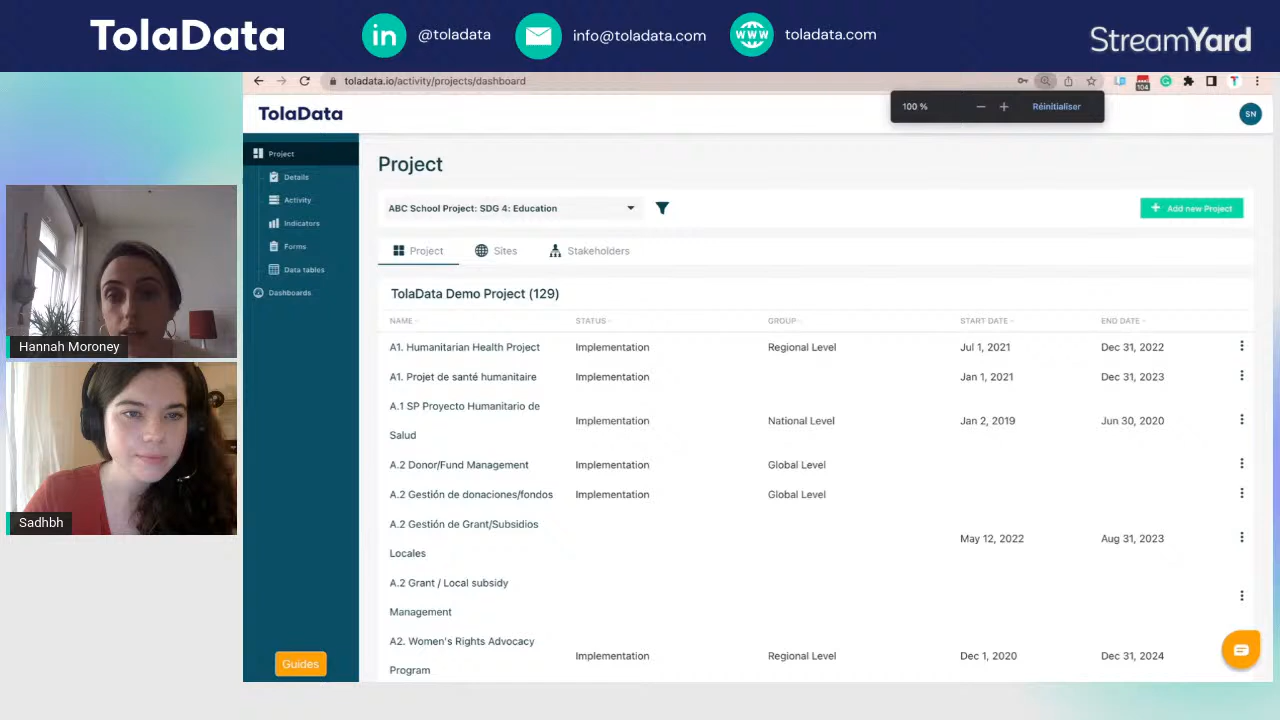 TolaData
in @toladata
info@toladata.com
www toladata.com
StreamYard
toladata.io/activity/projects/dashboard
104
T
TolaData
100 % − + Réinitialiser
SN
Project
Details
Activity
Indicators
Forms
Data tables
Dashboards
Guides
Project
ABC School Project: SDG 4: Education
+ Add new Project
Project Sites Stakeholders
TolaData Demo Project (129)
NAME STATUS GROUP START DATE END DATE
A1. Humanitarian Health Project Implementation Regional Level Jul 1, 2021 Dec 31, 2022
A1. Projet de santé humanitaire Implementation Jan 1, 2021 Dec 31, 2023
A.1 SP Proyecto Humanitario de
Salud
Implementation National Level Jan 2, 2019 Jun 30, 2020
A.2 Donor/Fund Management Implementation Global Level
A.2 Gestión de donaciones/fondos Implementation Global Level
A.2 Gestión de Grant/Subsidios
Locales
May 12, 2022 Aug 31, 2023
A.2 Grant / Local subsidy
Management
A2. Women's Rights Advocacy
Program
Implementation Regional Level Dec 1, 2020 Dec 31, 2024
Hannah Moroney
Sadhbh